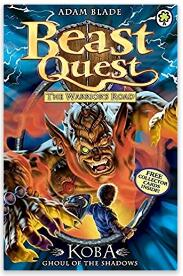 ADAM BLADE
Beast
Quest
THE WARRIOR'S ROAD
FREE
COLLECTOR
CARDS INSIDE!
KOBA
GHOUL OF THE SHADOWS